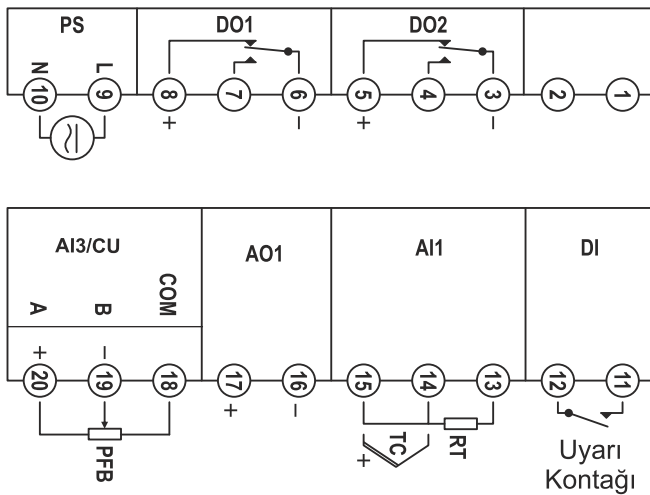 PS DO1 DO2
N L
10 9 8 7 6 5 4 3 2 1
+ − + −
AI3/CU AO1 AI1 DI
A B COM
+ −
20 19 18 17 16 15 14 13 12 11
+ − + TC RT
PFB
Uyarı
Kontağı